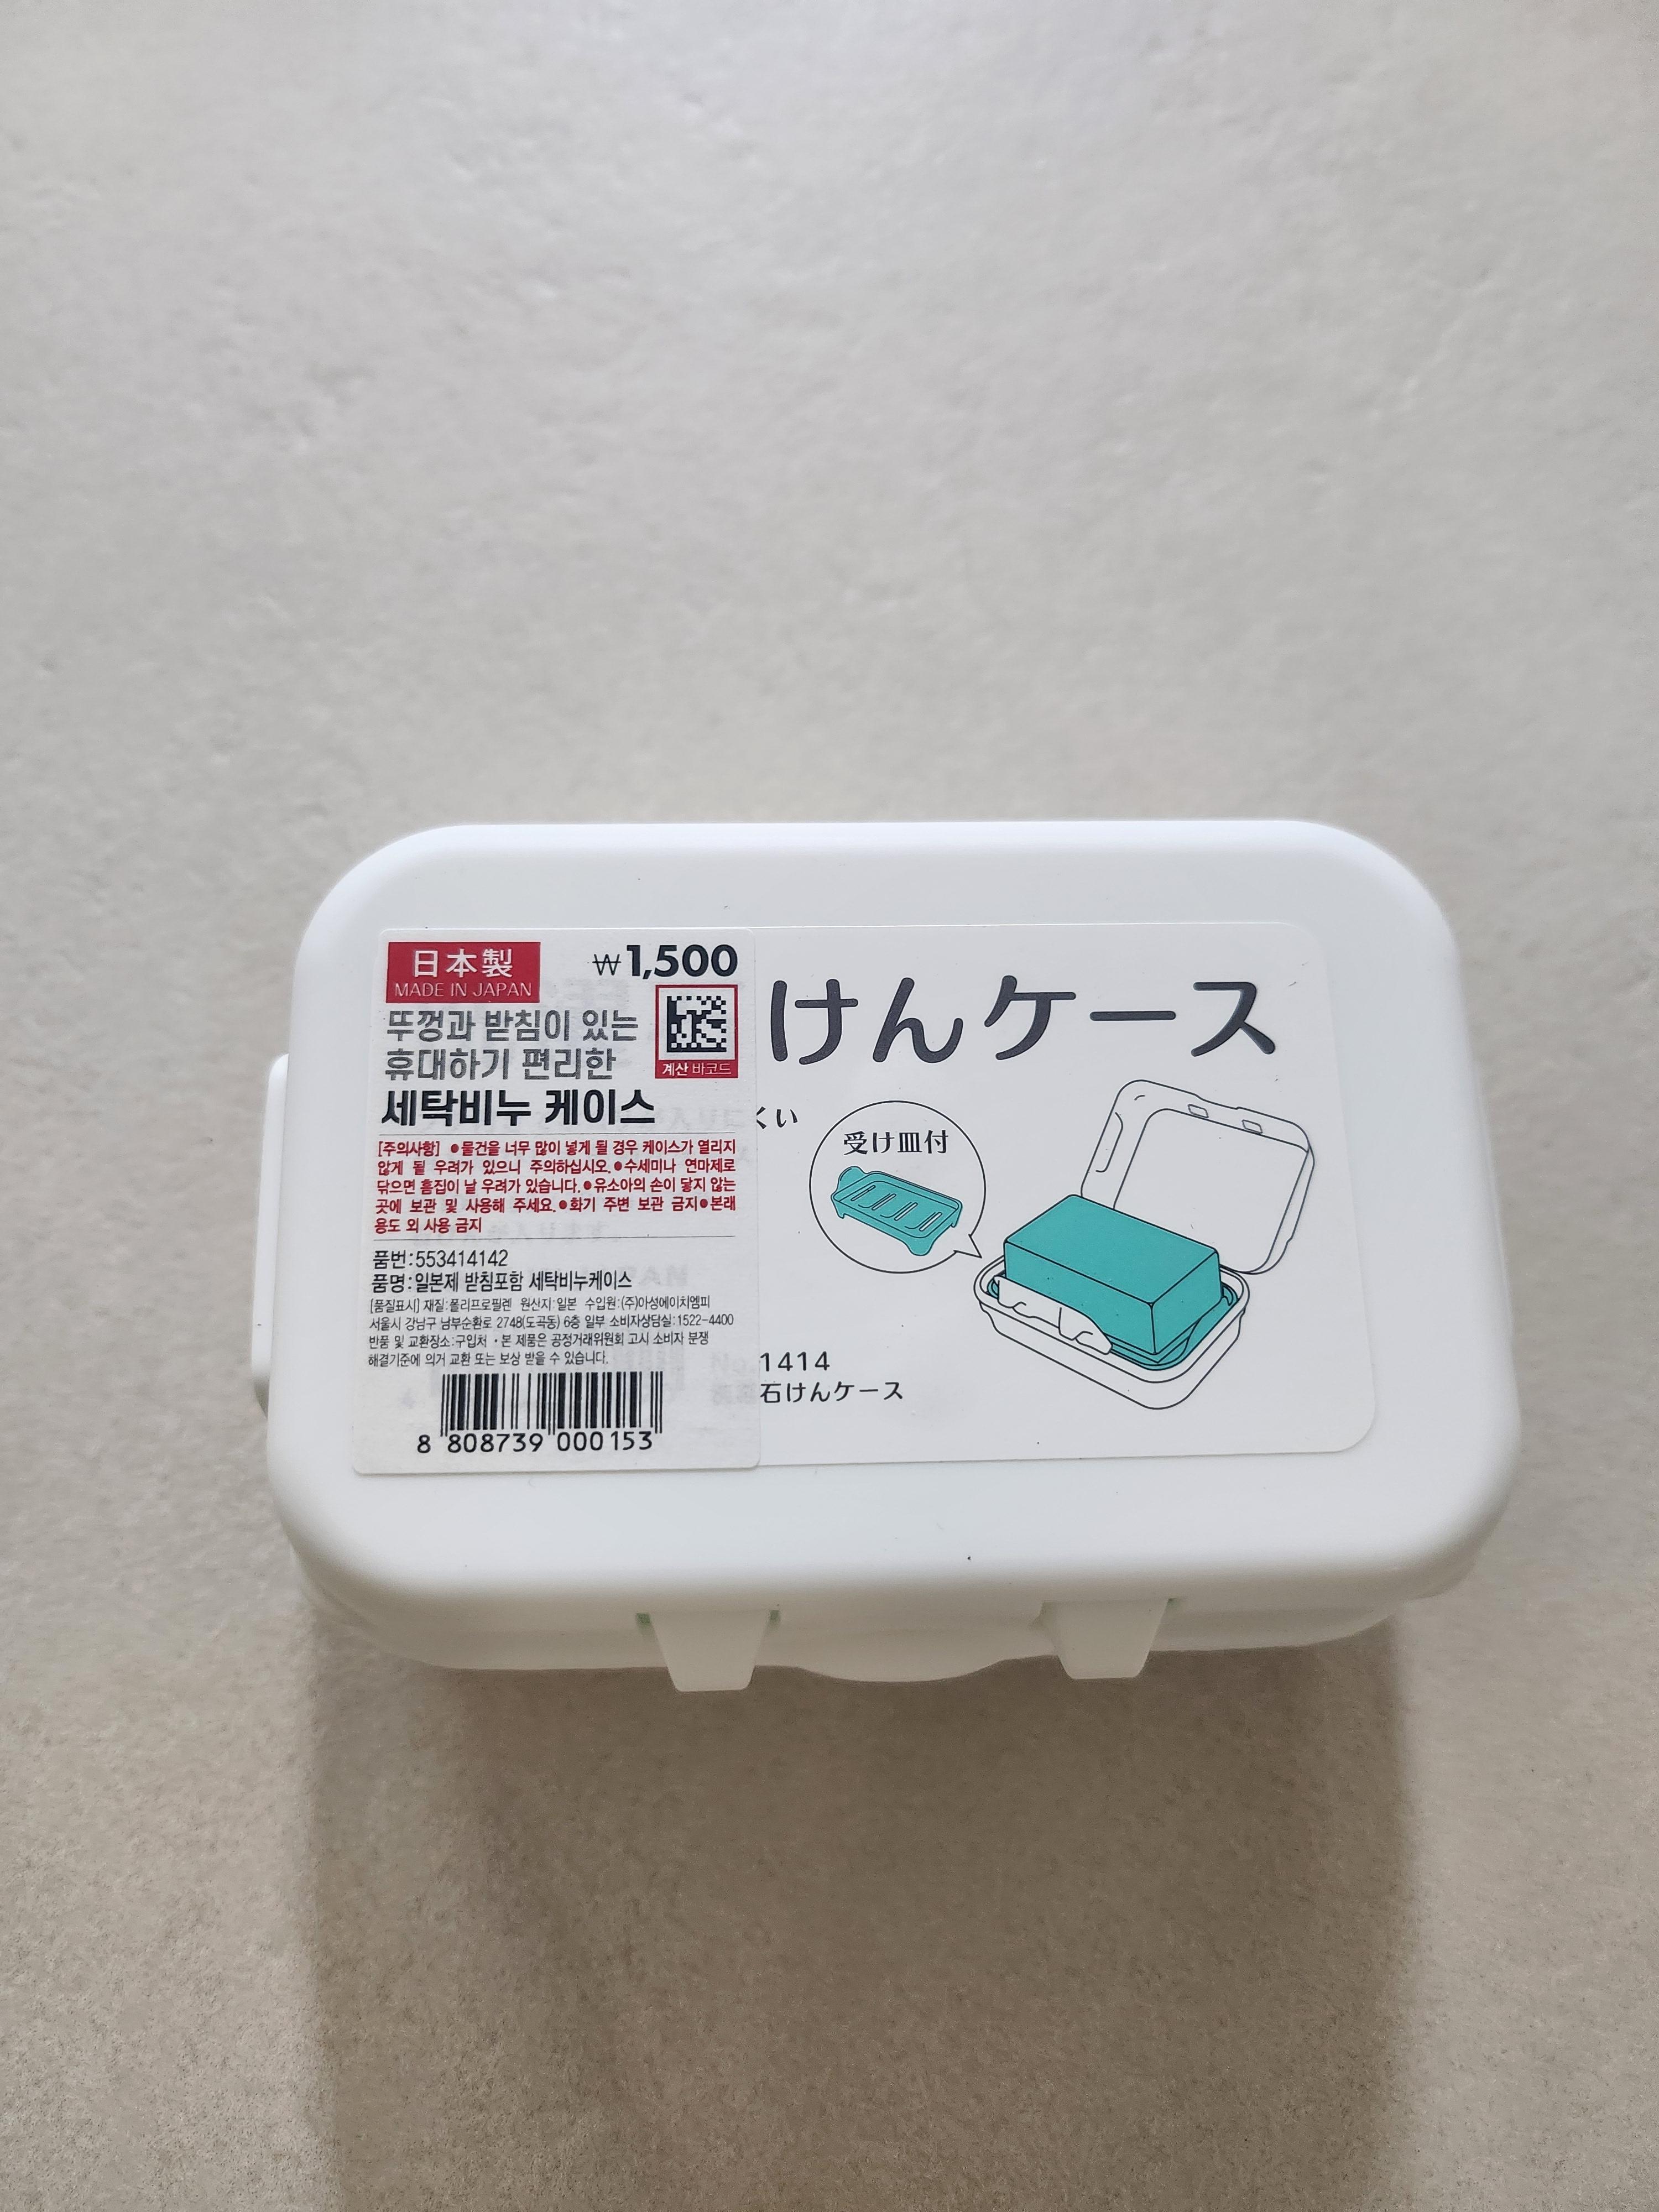 日本製
MADE IN JAPAN
₩1,500
뚜껑과 받침이 있는
휴대하기 편리한
세탁비누 케이스
계산 바코드
[주의사항] ●물건을 너무 많이 넣게 될 경우 케이스가 열리지
않게 될 우려가 있으니 주의하십시오.●수세미나 연마제로
닦으면 흠집이 날 우려가 있습니다.●유소아의 손이 닿지 않는
곳에 보관 및 사용해 주세요.●화기 주변 보관 금지●본래
용도 외 사용 금지
품번:553414142
품명:일본제 받침포함 세탁비누케이스
[품질표시] 재질:폴리프로필렌 원산지:일본 수입원:(주)아성에이치엠피
서울시 강남구 남부순환로 2748(도곡동) 6층 일부 소비자상담실:1522-4400
반품 및 교환장소:구입처 ・본 제품은 공정거래위원회 고시 소비자 분쟁
해결기준에 의거 교환 또는 보상 받을 수 있습니다.
8 808739 000153
けんケース
くい
受け皿付
1414
石けんケース